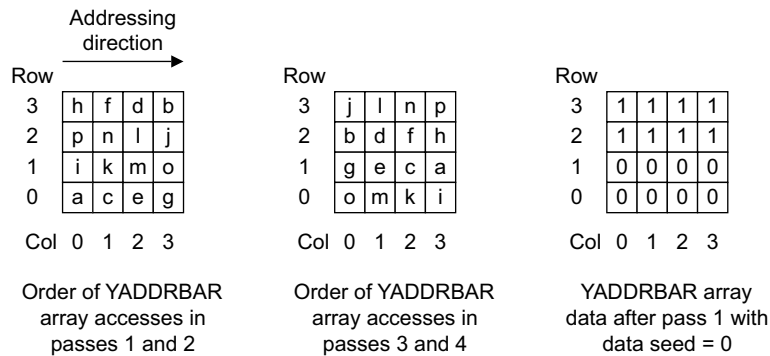 Addressing
direction
Row
3 h f d b
2 p n l j
1 i k m o
0 a c e g
Col 0 1 2 3
Order of YADDRBAR
array accesses in
passes 1 and 2
Row
3 j l n p
2 b d f h
1 g e c a
0 o m k i
Col 0 1 2 3
Order of YADDRBAR
array accesses in
passes 3 and 4
Row
3 1 1 1 1
2 1 1 1 1
1 0 0 0 0
0 0 0 0 0
Col 0 1 2 3
YADDRBAR array
data after pass 1 with
data seed = 0